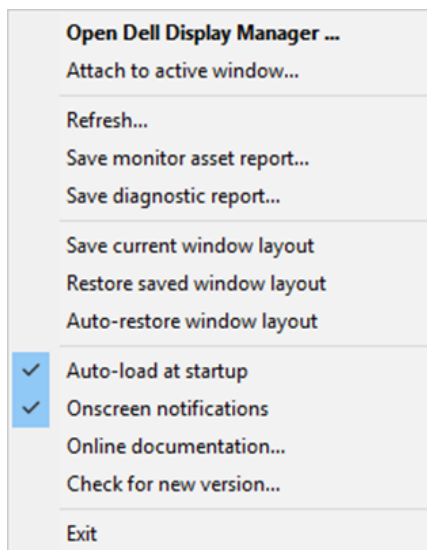 Open Dell Display Manager ...
Attach to active window...
Refresh...
Save monitor asset report...
Save diagnostic report...
Save current window layout
Restore saved window layout
Auto-restore window layout
Auto-load at startup
Onscreen notifications
Online documentation...
Check for new version...
Exit